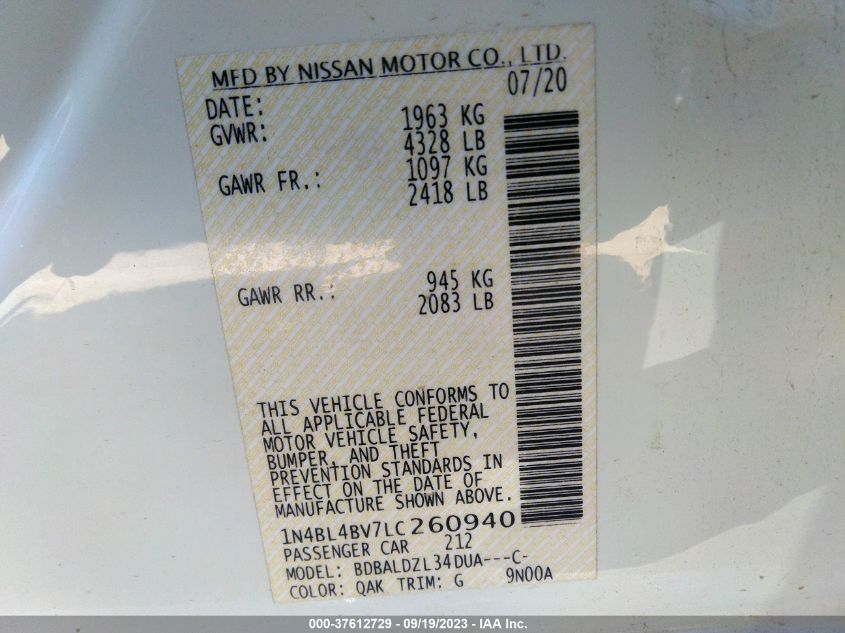 MFD BY NISSAN MOTOR CO., LTD.
DATE: 07/20
GVWR: 1963 KG
4328 LB
GAWR FR.: 1097 KG
2418 LB
GAWR RR.: 945 KG
2083 LB
THIS VEHICLE CONFORMS TO
ALL APPLICABLE FEDERAL
MOTOR VEHICLE SAFETY,
BUMPER, AND THEFT
PREVENTION STANDARDS IN
EFFECT ON THE DATE OF
MANUFACTURE SHOWN ABOVE.
1N4BL4BV7LC260940
PASSENGER CAR 212
MODEL: BDBALDZL34DUA---C-
COLOR: QAK TRIM: G 9N00A
000-37612729 - 09/19/2023 - IAA Inc.